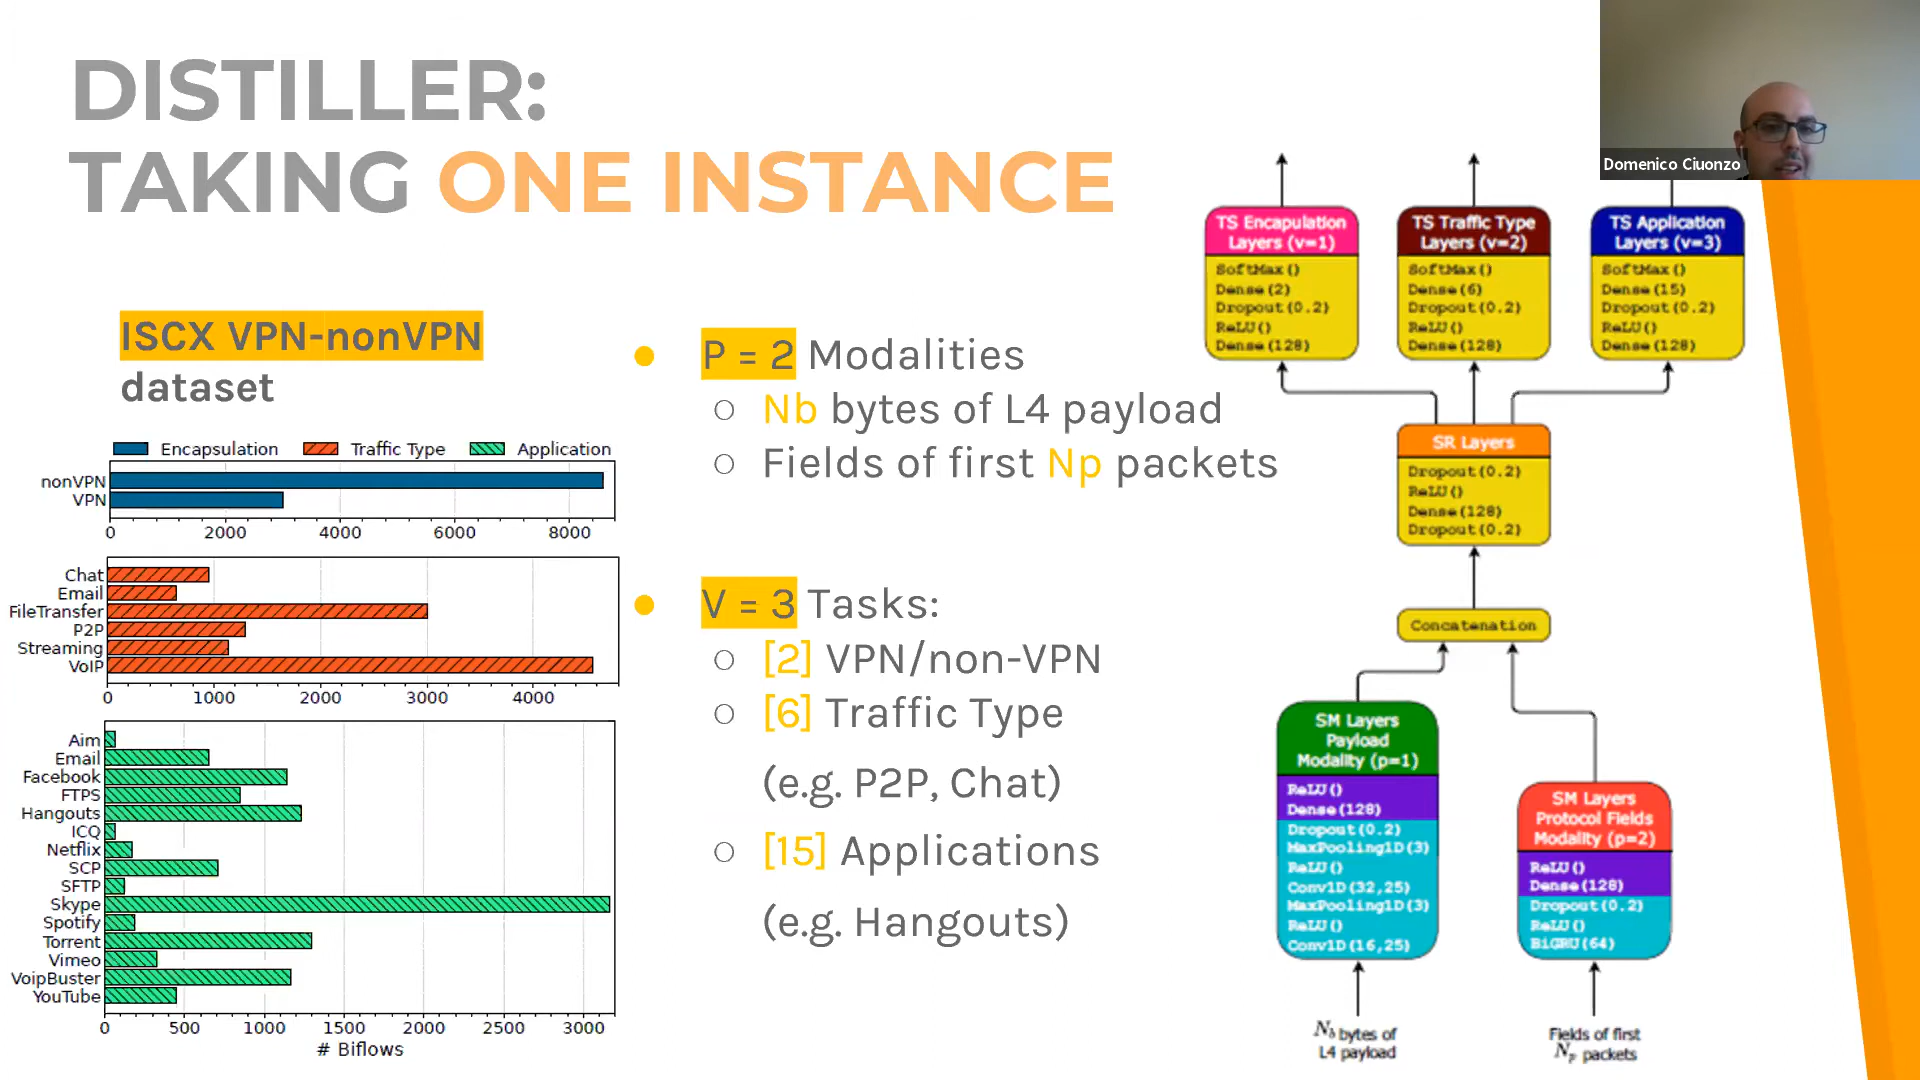 DISTILLER:
TAKING ONE INSTANCE
Domenico Ciuonzo
ISCX VPN-nonVPN
dataset
Encapsulation Traffic Type Application
nonVPN
VPN
0 2000 4000 6000 8000
Chat
Email
FileTransfer
P2P
Streaming
VoIP
0 1000 2000 3000 4000
Aim
Email
Facebook
FTPS
Hangouts
ICQ
Netflix
SCP
SFTP
Skype
Spotify
Torrent
Vimeo
VoipBuster
YouTube
0 500 1000 1500 2000 2500 3000
# Biflows
P = 2 Modalities
Nb bytes of L4 payload
Fields of first Np packets
V = 3 Tasks:
[2] VPN/non-VPN
[6] Traffic Type
(e.g. P2P, Chat)
[15] Applications
(e.g. Hangouts)
TS Encapulation
Layers (v=1)
SoftMax()
Dense(2)
Dropout(0.2)
ReLU()
Dense(128)
TS Traffic Type
Layers (v=2)
SoftMax()
Dense(6)
Dropout(0.2)
ReLU()
Dense(128)
TS Application
Layers (v=3)
SoftMax()
Dense(15)
Dropout(0.2)
ReLU()
Dense(128)
SR Layers
Dropout(0.2)
ReLU()
Dense(128)
Dropout(0.2)
Concatenation
SM Layers
Payload
Modality (p=1)
ReLU()
Dense(128)
Dropout(0.2)
MaxPooling1D(3)
ReLU()
Conv1D(32,25)
MaxPooling1D(3)
ReLU()
Conv1D(16,25)
SM Layers
Protocol Fields
Modality (p=2)
ReLU()
Dense(128)
Dropout(0.2)
ReLU()
BiGRU(64)
Nb bytes of
L4 payload
Fields of first
Np packets